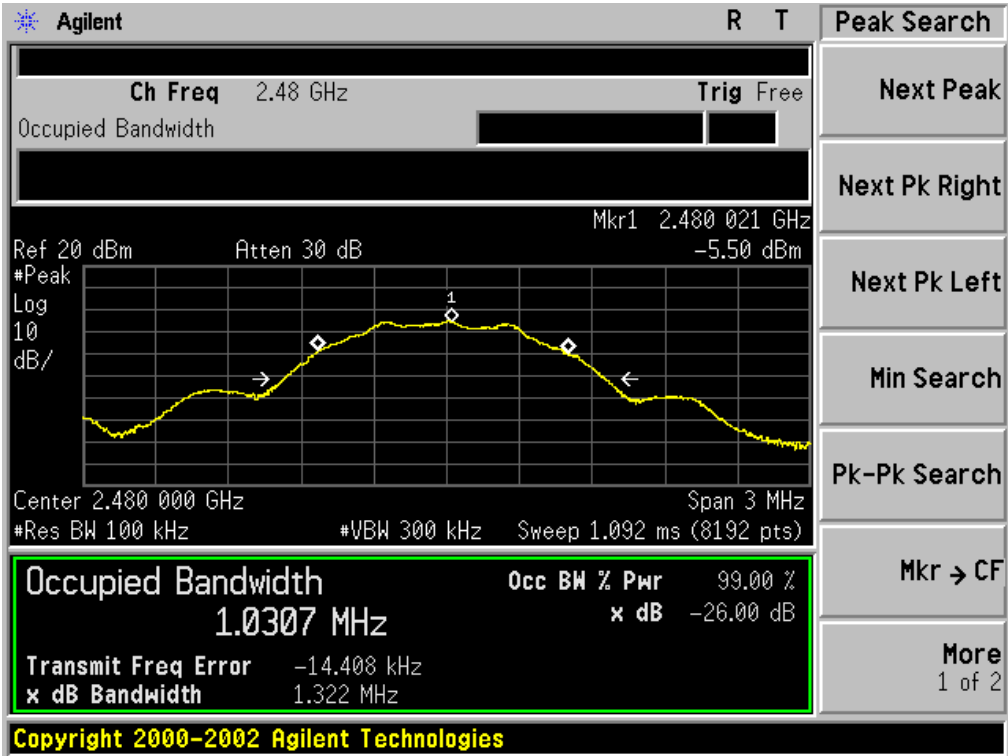 Agilent R T
Ch Freq 2.48 GHz Trig Free
Occupied Bandwidth
Mkr1 2.480 021 GHz
Ref 20 dBm Atten 30 dB −5.50 dBm
#Peak
Log
10
dB/
1
Center 2.480 000 GHz Span 3 MHz
#Res BW 100 kHz #VBW 300 kHz Sweep 1.092 ms (8192 pts)
Occupied Bandwidth
1.0307 MHz
Occ BW % Pwr 99.00 %
x dB −26.00 dB
Transmit Freq Error −14.408 kHz
x dB Bandwidth 1.322 MHz
Copyright 2000−2002 Agilent Technologies
Peak Search
Next Peak
Next Pk Right
Next Pk Left
Min Search
Pk−Pk Search
Mkr → CF
More
1 of 2